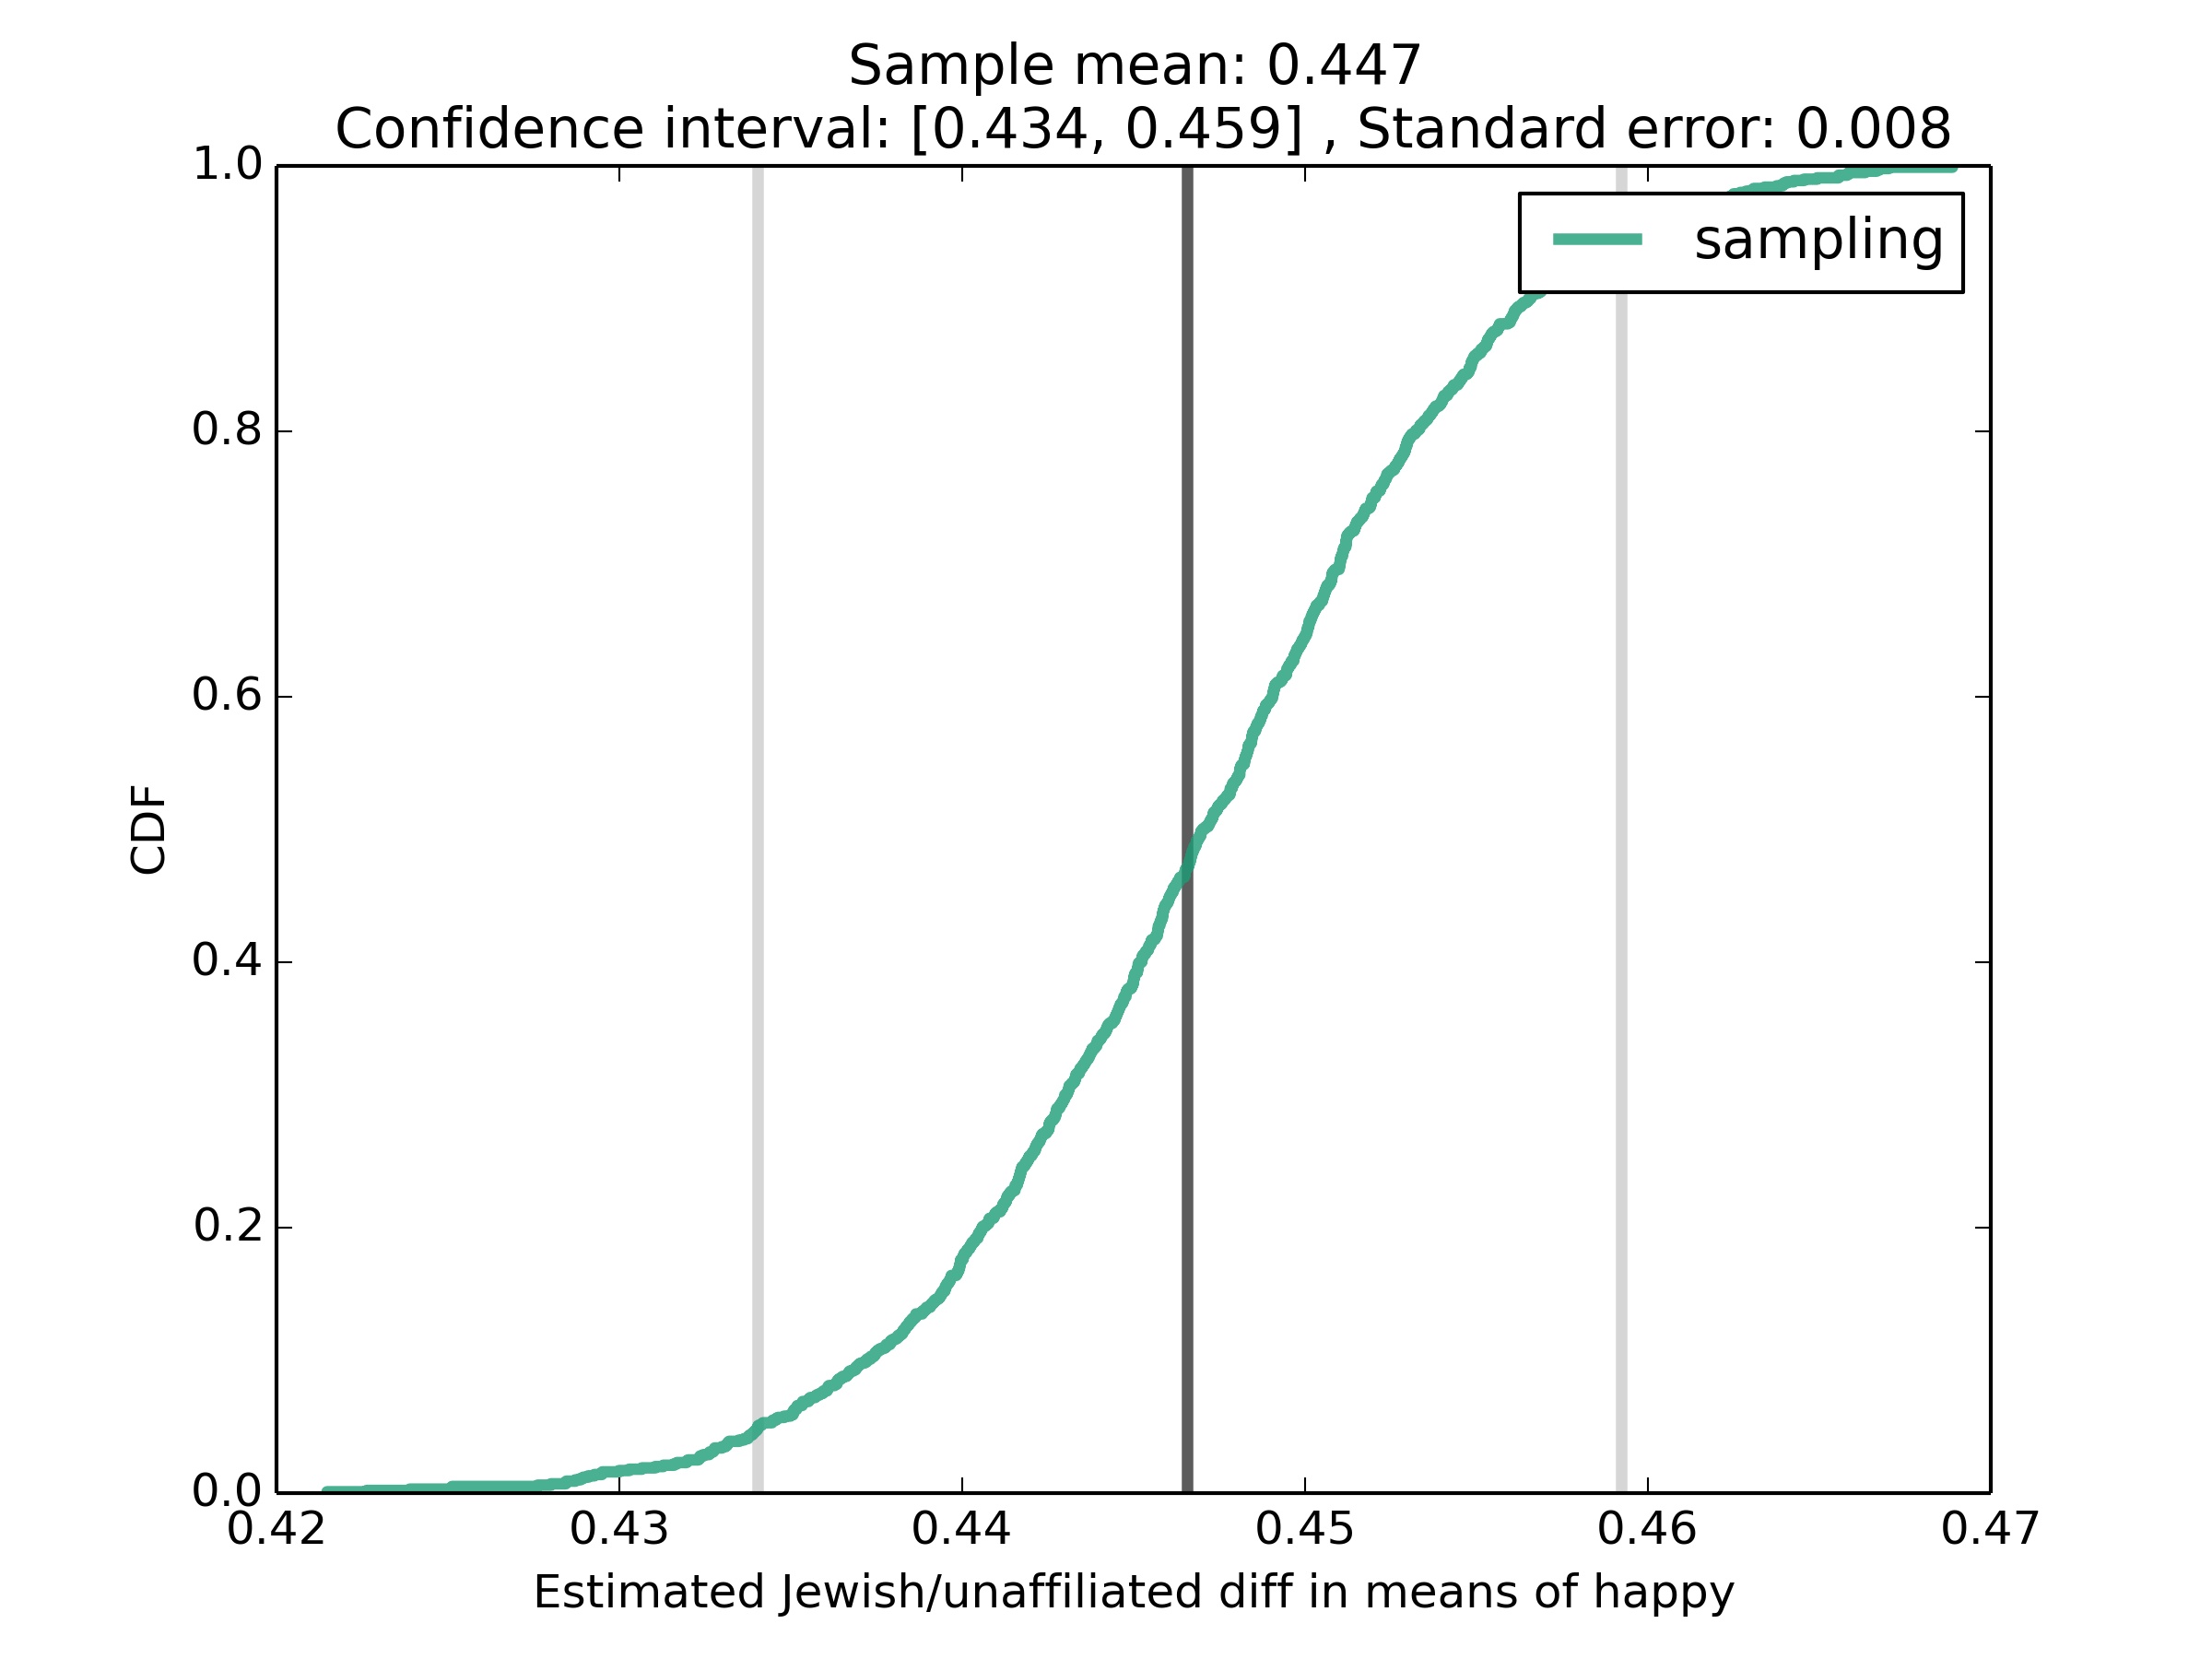 Sample mean: 0.447
Confidence interval: [0.434, 0.459] , Standard error: 0.008
1.0
sampling
0.8
0.6
CDF
0.4
0.2
0.0
0.42 0.43 0.44 0.45 0.46 0.47
Estimated Jewish/unaffiliated diff in means of happy